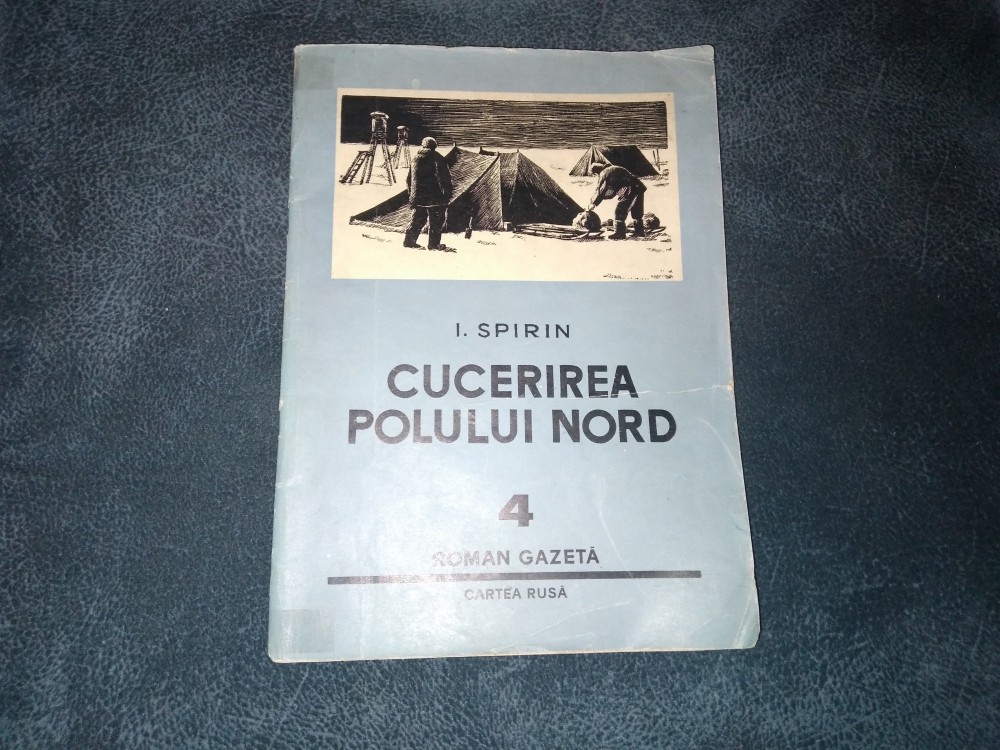 I. SPIRIN
CUCERIREA
POLULUI NORD
4
ROMAN GAZETĂ
CARTEA RUSĂ